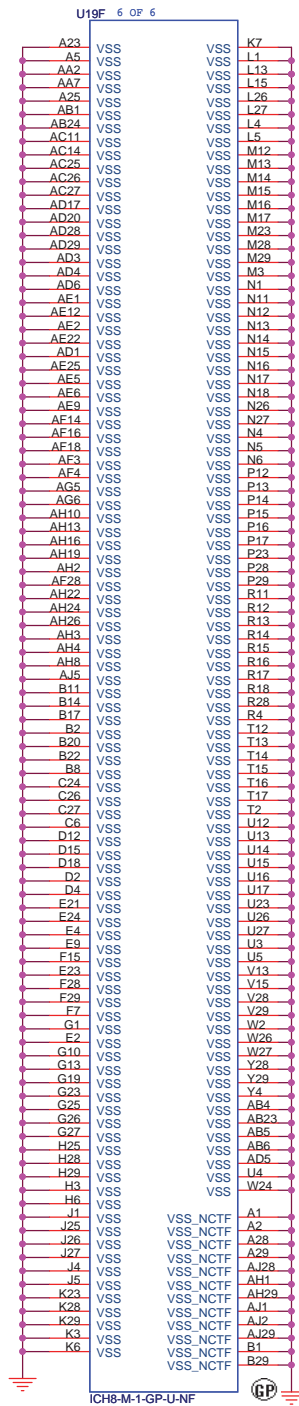 U19F 6 OF 6
A23 VSS VSS K7
A5 VSS VSS L1
AA2 VSS VSS L13
AA7 VSS VSS L15
A25 VSS VSS L26
AB1 VSS VSS L27
AB24 VSS VSS L4
AC11 VSS VSS L5
AC14 VSS VSS M12
AC25 VSS VSS M13
AC26 VSS VSS M14
AC27 VSS VSS M15
AD17 VSS VSS M16
AD20 VSS VSS M17
AD28 VSS VSS M23
AD29 VSS VSS M28
AD3 VSS VSS M29
AD4 VSS VSS M3
AD6 VSS VSS N1
AE1 VSS VSS N11
AE12 VSS VSS N12
AE2 VSS VSS N13
AE22 VSS VSS N14
AD1 VSS VSS N15
AE25 VSS VSS N16
AE5 VSS VSS N17
AE6 VSS VSS N18
AE9 VSS VSS N26
AF14 VSS VSS N27
AF16 VSS VSS N4
AF18 VSS VSS N5
AF3 VSS VSS N6
AF4 VSS VSS P12
AG5 VSS VSS P13
AG6 VSS VSS P14
AH10 VSS VSS P15
AH13 VSS VSS P16
AH16 VSS VSS P17
AH19 VSS VSS P23
AH2 VSS VSS P28
AF28 VSS VSS P29
AH22 VSS VSS R11
AH24 VSS VSS R12
AH26 VSS VSS R13
AH3 VSS VSS R14
AH4 VSS VSS R15
AH8 VSS VSS R16
AJ5 VSS VSS R17
B11 VSS VSS R18
B14 VSS VSS R28
B17 VSS VSS R4
B2 VSS VSS T12
B20 VSS VSS T13
B22 VSS VSS T14
B8 VSS VSS T15
C24 VSS VSS T16
C26 VSS VSS T17
C27 VSS VSS T2
C6 VSS VSS U12
D12 VSS VSS U13
D15 VSS VSS U14
D18 VSS VSS U15
D2 VSS VSS U16
D4 VSS VSS U17
E21 VSS VSS U23
E24 VSS VSS U26
E4 VSS VSS U27
E9 VSS VSS U3
F15 VSS VSS U5
E23 VSS VSS V13
F28 VSS VSS V15
F29 VSS VSS V28
F7 VSS VSS V29
G1 VSS VSS W2
E2 VSS VSS W26
G10 VSS VSS W27
G13 VSS VSS Y28
G19 VSS VSS Y29
G23 VSS VSS Y4
G25 VSS VSS AB4
G26 VSS VSS AB23
G27 VSS VSS AB5
H25 VSS VSS AB6
H28 VSS VSS AD5
H29 VSS VSS U4
H3 VSS VSS W24
H6 VSS
J1 VSS VSS_NCTF A1
J25 VSS VSS_NCTF A2
J26 VSS VSS_NCTF A28
J27 VSS VSS_NCTF A29
J4 VSS VSS_NCTF AJ28
J5 VSS VSS_NCTF AH1
K23 VSS VSS_NCTF AH29
K28 VSS VSS_NCTF AJ1
K29 VSS VSS_NCTF AJ2
K3 VSS VSS_NCTF AJ29
K6 VSS VSS_NCTF B1
VSS_NCTF B29
GP
ICH8-M-1-GP-U-NF